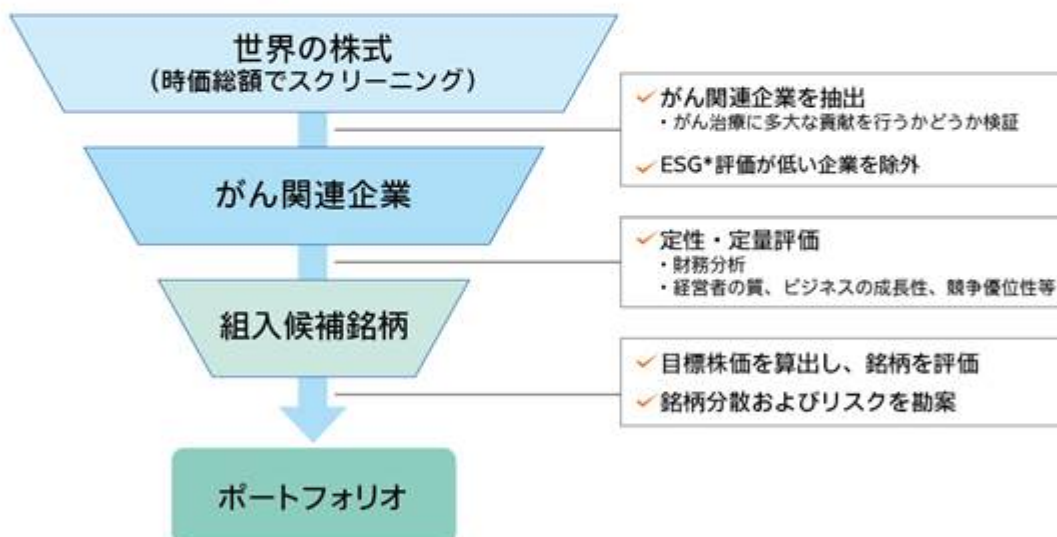 世界の株式
（時価総額でスクリーニング）
がん関連企業を抽出
・がん治療に多大な貢献を行うかどうか検証
ESG*評価が低い企業を除外
がん関連企業
定性・定量評価
・財務分析
・経営者の質、ビジネスの成長性、競争優位性等
組入候補銘柄
目標株価を算出し、銘柄を評価
銘柄分散およびリスクを勘案
ポートフォリオ